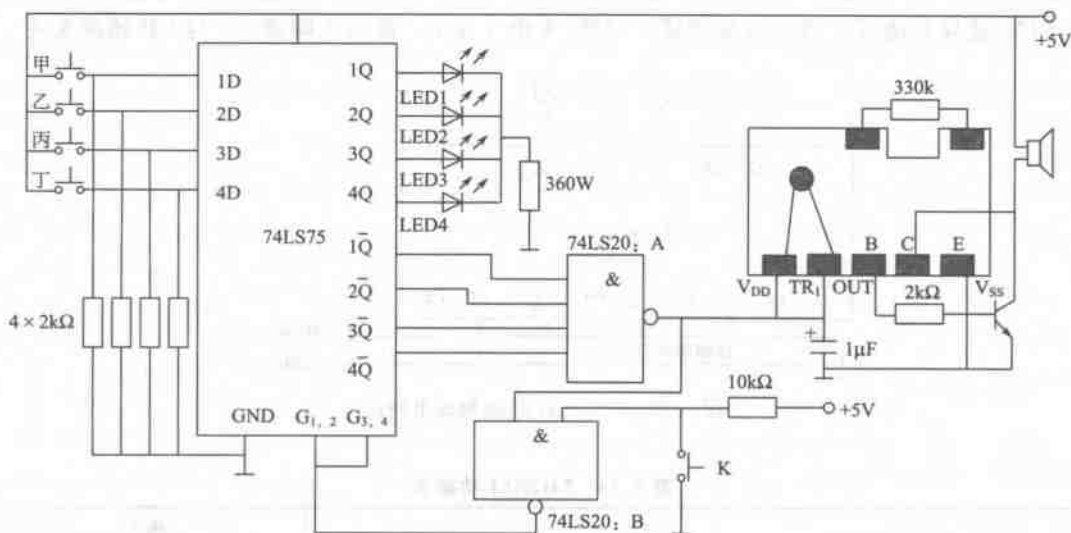 +5V
甲
乙
丙
丁
1D
2D
3D
4D
1Q
2Q
3Q
4Q
LED1
LED2
LED3
LED4
360W
330k
74LS75
1Q̅
2Q̅
3Q̅
4Q̅
74LS20：A
&
V_DD
TR₁
OUT
B
C
E
V_SS
2kΩ
+
1μF
4×2kΩ
GND
G₁，₂
G₃，₄
10kΩ
+5V
&
K
74LS20：B